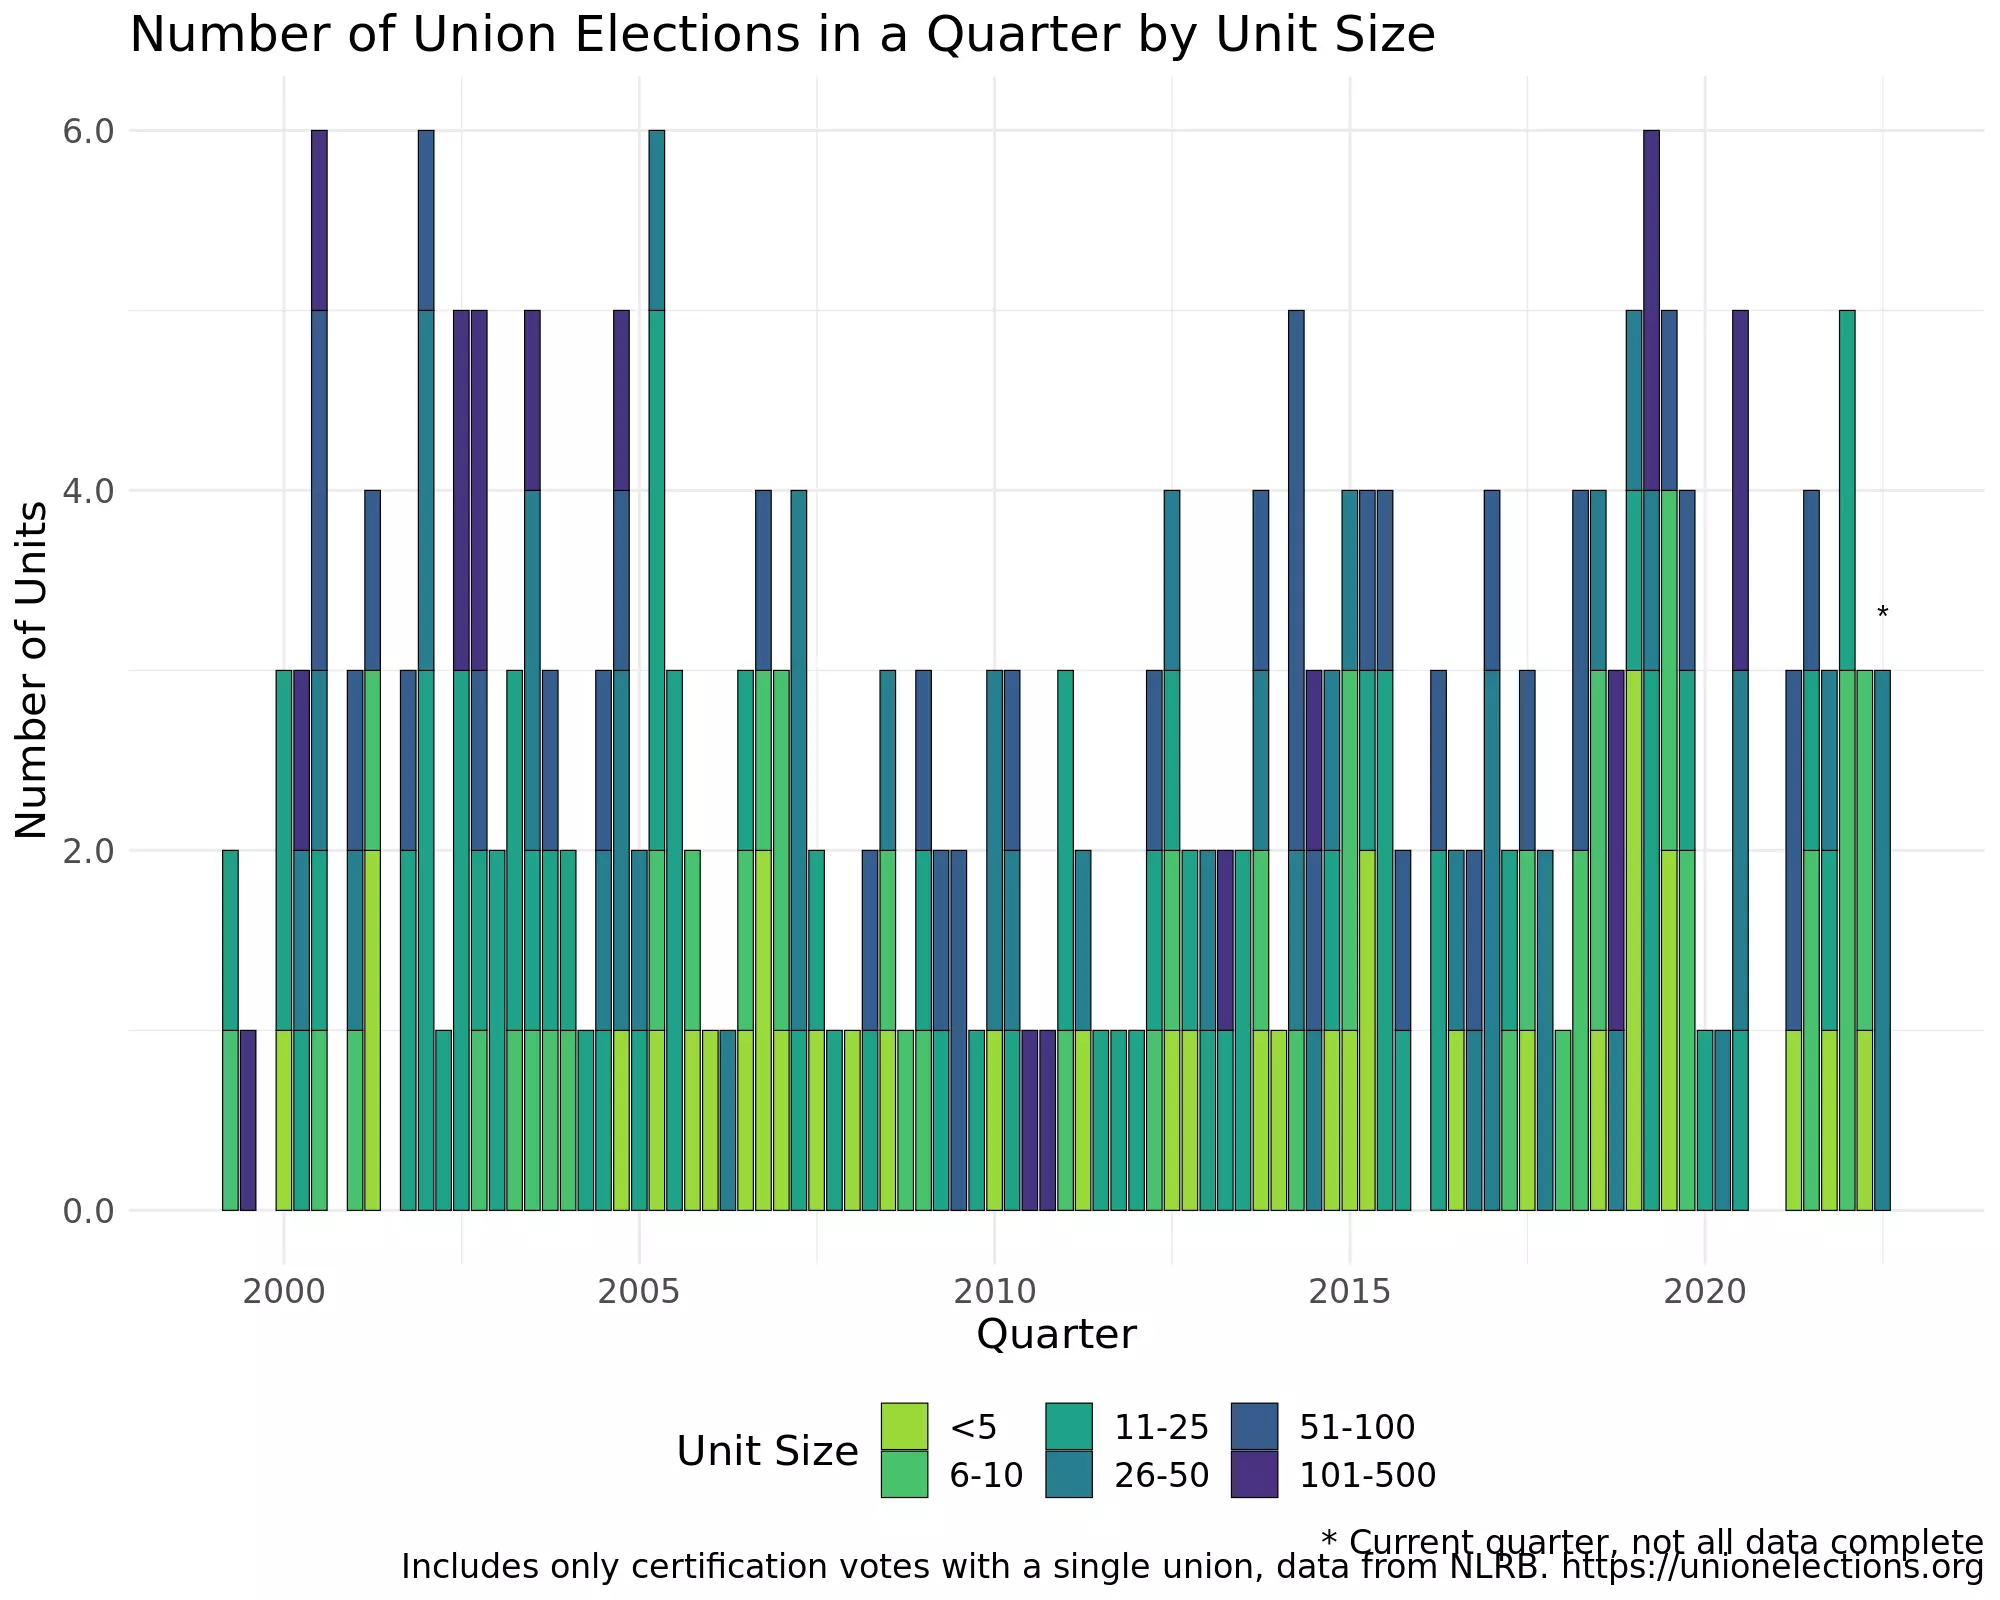 Number of Union Elections in a Quarter by Unit Size
6.0
4.0
2.0
0.0
Number of Units
*
2000 2005 2010 2015 2020
Quarter
Unit Size
<5 11-25 51-100
6-10 26-50 101-500
* Current quarter, not all data complete
Includes only certification votes with a single union, data from NLRB. https://unionelections.org